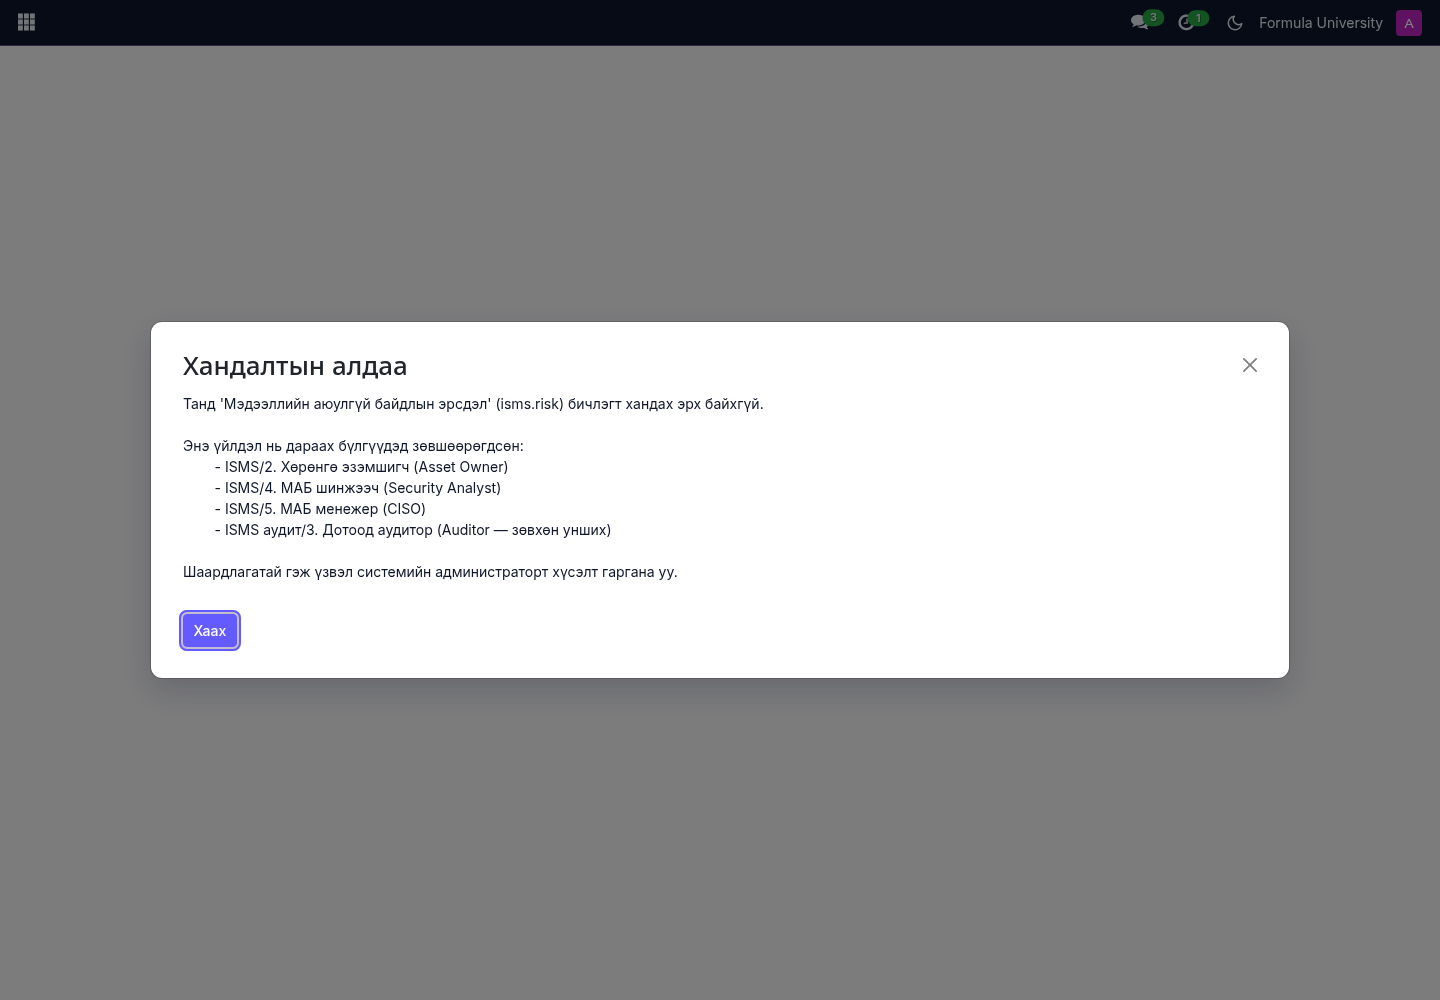 3
1
Formula University
A
Хандалтын алдаа
Танд 'Мэдээллийн аюулгүй байдлын эрсдэл' (isms.risk) бичлэгт хандах эрх байхгүй.
Энэ үйлдэл нь дараах бүлгүүдэд зөвшөөрөгдсөн:
- ISMS/2. Хөрөнгө эзэмшигч (Asset Owner)
- ISMS/4. МАБ шинжээч (Security Analyst)
- ISMS/5. МАБ менежер (CISO)
- ISMS аудит/3. Дотоод аудитор (Auditor — зөвхөн унших)
Шаардлагатай гэж үзвэл системийн администраторт хүсэлт гаргана уу.
Хаах